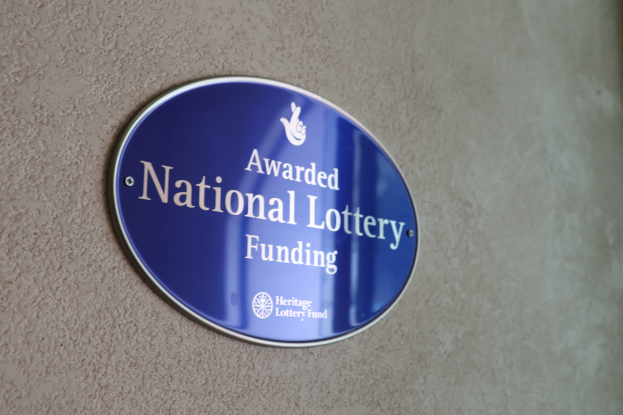 Awarded
National Lottery
Funding
Heritage
Lottery Fund